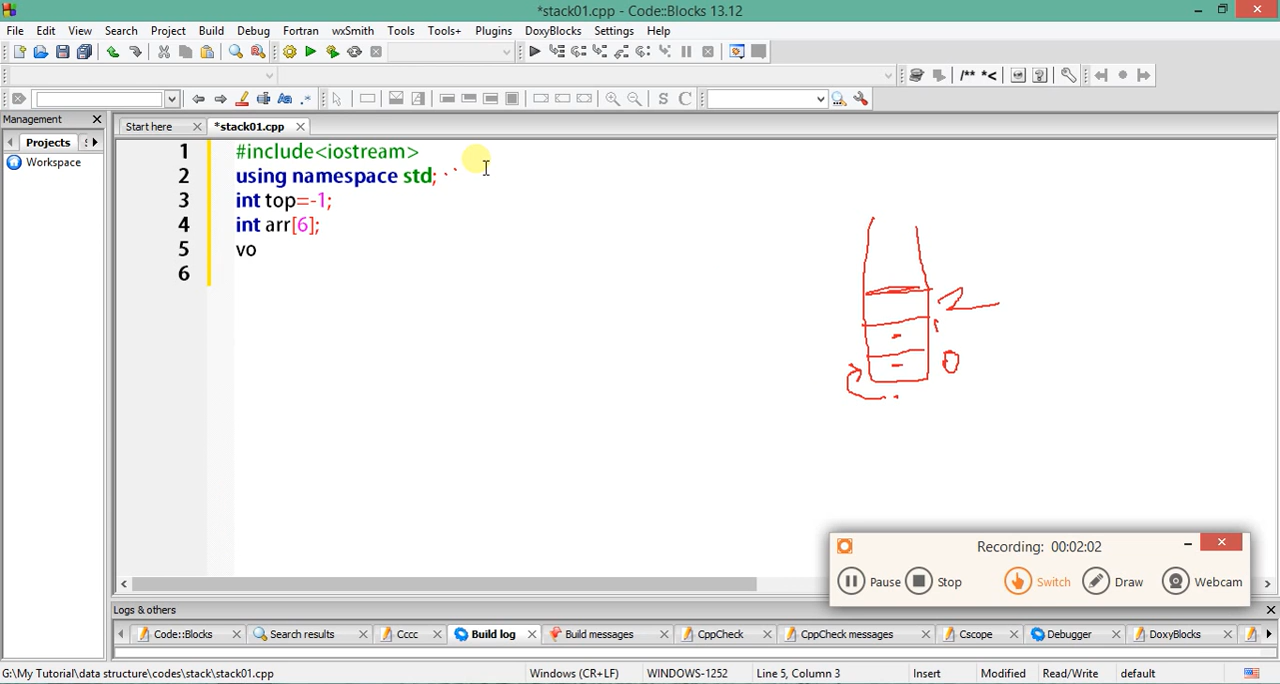 *stack01.cpp - Code::Blocks 13.12
File Edit View Search Project Build Debug Fortran wxSmith Tools Tools+ Plugins DoxyBlocks Settings Help
/** *<
S C
Management
Start here
*stack01.cpp
Projects
Workspace
1 #include<iostream>
2 using namespace std;
3 int top=-1;
4 int arr[6];
5 vo
6
2
1
0
Recording: 00:02:02
Pause Stop Switch Draw Webcam
Logs & others
Code::Blocks Search results Cccc Build log Build messages CppCheck CppCheck messages Cscope Debugger DoxyBlocks
G:\My Tutorial\data structure\codes\stack\stack01.cpp Windows (CR+LF) WINDOWS-1252 Line 5, Column 3 Insert Modified Read/Write default